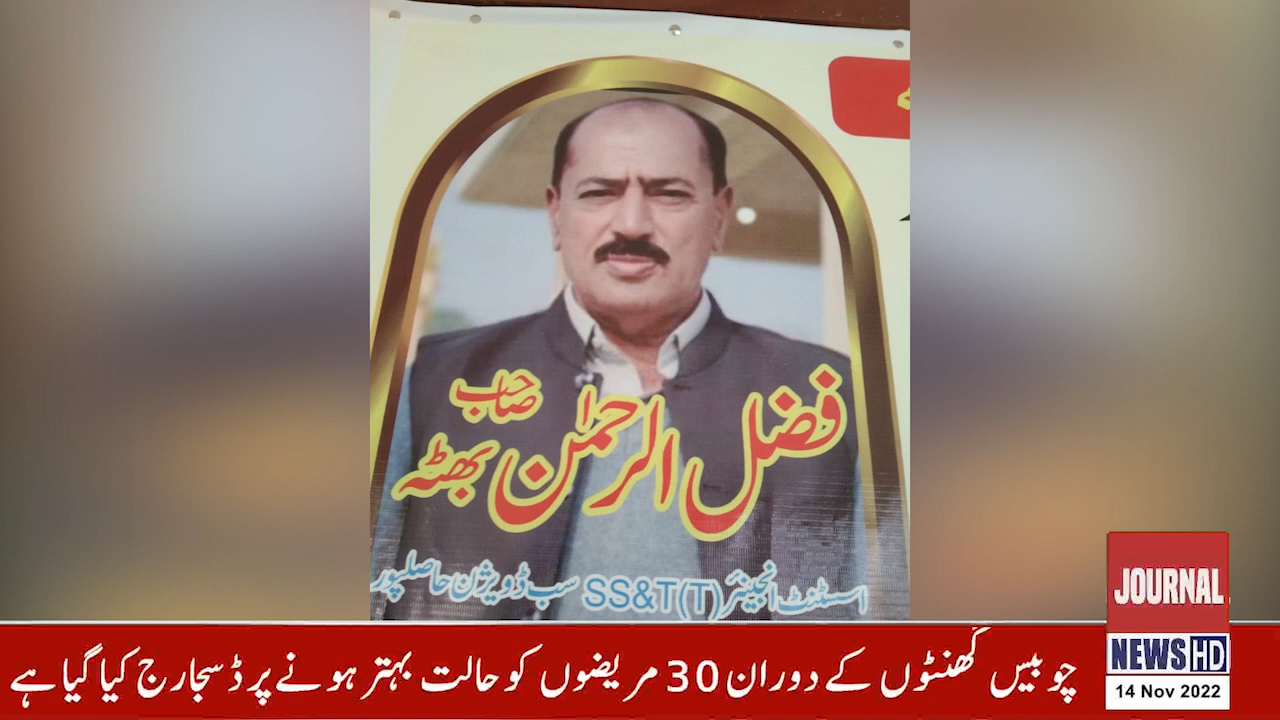 فضل الرحمٰن بھٹہ صاحب
اسسٹنٹ انجینئر SS&T(T) سب ڈویژن حاصلپور
JOURNAL
NEWS HD
14 Nov 2022
چوبیس گھنٹوں کے دوران 30 مریضوں کو حالت بہتر ہونے پر ڈسچارج کیا گیا ہے